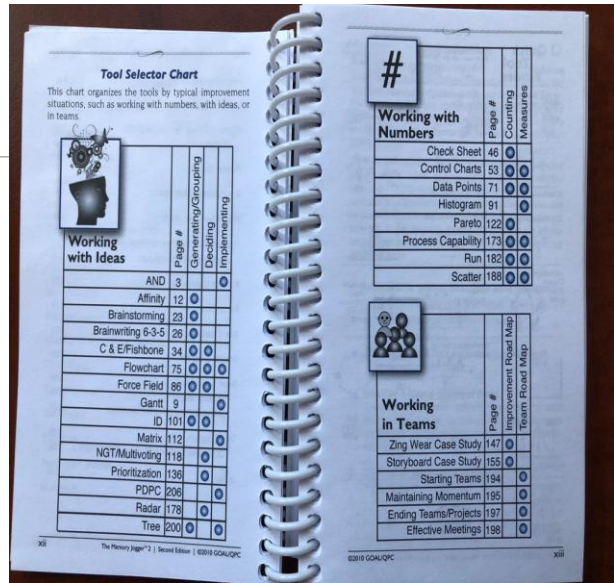 Tool Selector Chart
This chart organizes the tools by typical improvement
situations, such as working with numbers, with ideas, or
in teams.
Working
with Ideas
Page #
Generating/Grouping
Deciding
Implementing
AND 3
Affinity 12
Brainstorming 23
Brainwriting 6-3-5 26
C & E/Fishbone 34
Flowchart 75
Force Field 86
Gantt 9
ID 101
Matrix 112
NGT/Multivoting 118
Prioritization 136
PDPC 206
Radar 178
Tree 200
xii
The Memory Jogger™ 2 | Second Edition | ©2010 GOAL/QPC
#
Working with
Numbers
Page #
Counting
Measures
Check Sheet 46
Control Charts 53
Data Points 71
Histogram 91
Pareto 122
Process Capability 173
Run 182
Scatter 188
Working
in Teams
Page #
Improvement Road Map
Team Road Map
Zing Wear Case Study 147
Storyboard Case Study 155
Starting Teams 194
Maintaining Momentum 195
Ending Teams/Projects 197
Effective Meetings 198
©2010 GOAL/QPC
xiii